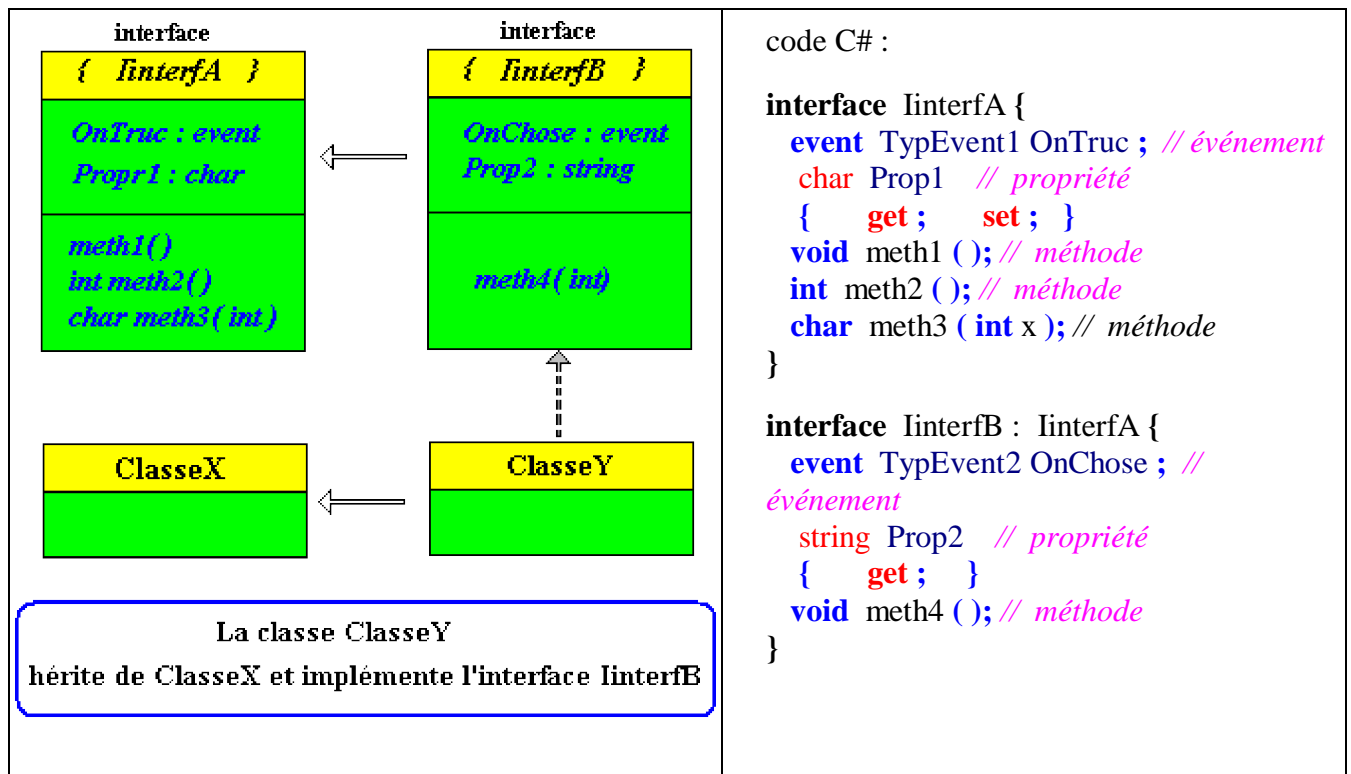 interface
{ IinterfA }
OnTruc : event
Propr1 : char
meth1()
int meth2()
char meth3( int )
interface
{ IinterfB }
OnChose : event
Prop2 : string
meth4( int)
ClasseX
ClasseY
La classe ClasseY
hérite de ClasseX et implémente l'interface IinterfB
code C# :
interface IinterfA {
event TypEvent1 OnTruc ; // événement
char Prop1 // propriété
{ get ; set ; }
void meth1 ( ); // méthode
int meth2 ( ); // méthode
char meth3 ( int x ); // méthode
}
interface IinterfB : IinterfA {
event TypEvent2 OnChose ; //
événement
string Prop2 // propriété
{ get ; }
void meth4 ( ); // méthode
}